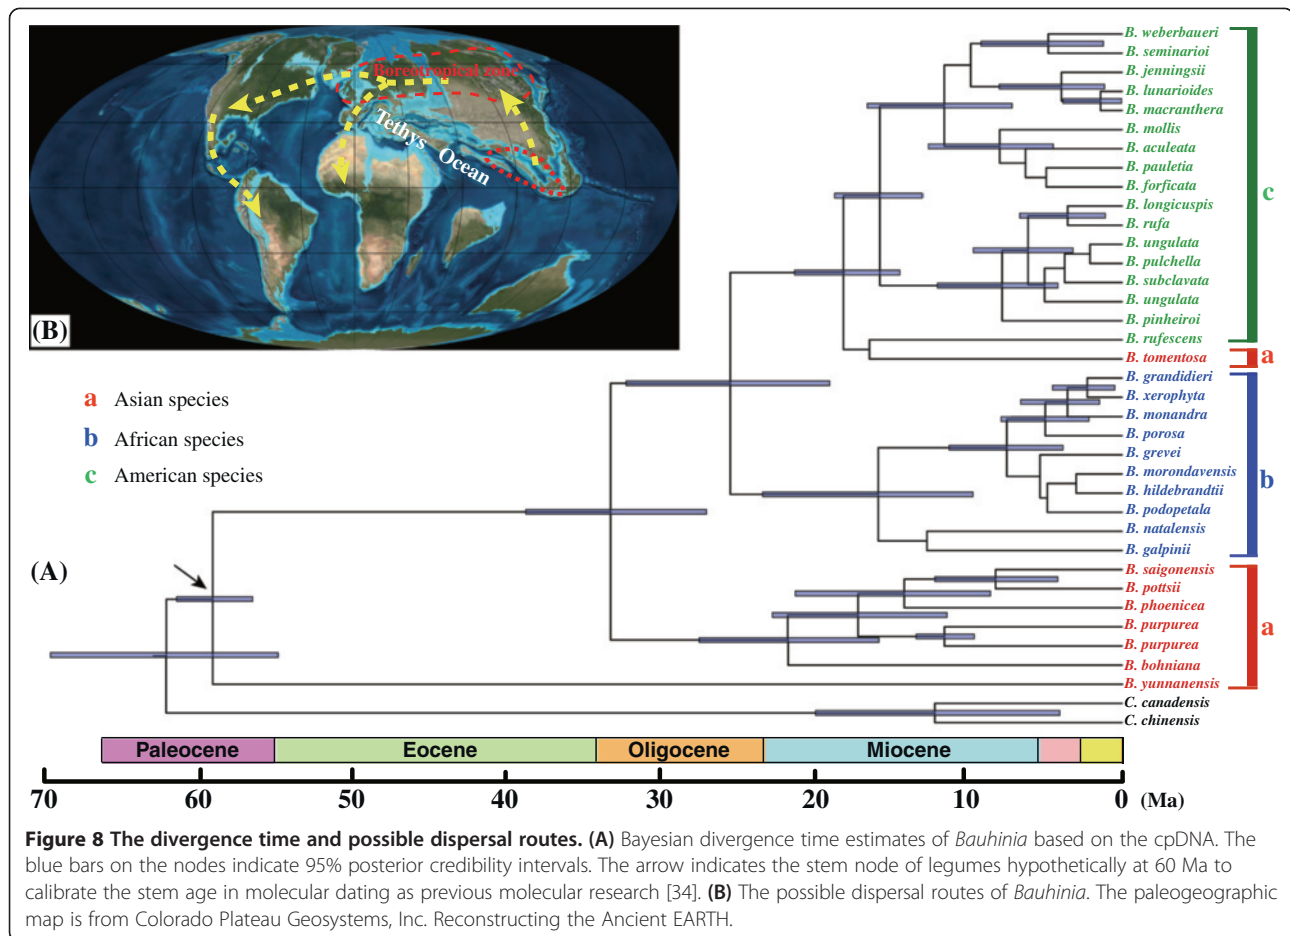 Boreotropical zone
Tethys Ocean
(B)
a Asian species
b African species
c American species
(A)
B. weberbaueri
B. seminarioi
B. jenningsii
B. lunarioides
B. macranthera
B. mollis
B. aculeata
B. pauletia
B. forficata
B. longicuspis
B. rufa
B. ungulata
B. pulchella
B. subclavata
B. ungulata
B. pinheiroi
B. rufescens
B. tomentosa
B. grandidieri
B. xerophyta
B. monandra
B. porosa
B. grevei
B. morondavensis
B. hildebrandtii
B. podopetala
B. natalensis
B. galpinii
B. saigonensis
B. pottsii
B. phoenicea
B. purpurea
B. purpurea
B. bohniana
B. yunnanensis
C. canadensis
C. chinensis
c
a
b
a
Paleocene Eocene Oligocene Miocene
70 60 50 40 30 20 10 0 (Ma)
Figure 8 The divergence time and possible dispersal routes. (A) Bayesian divergence time estimates of Bauhinia based on the cpDNA. The
blue bars on the nodes indicate 95% posterior credibility intervals. The arrow indicates the stem node of legumes hypothetically at 60 Ma to
calibrate the stem age in molecular dating as previous molecular research [34]. (B) The possible dispersal routes of Bauhinia. The paleogeographic
map is from Colorado Plateau Geosystems, Inc. Reconstructing the Ancient EARTH.